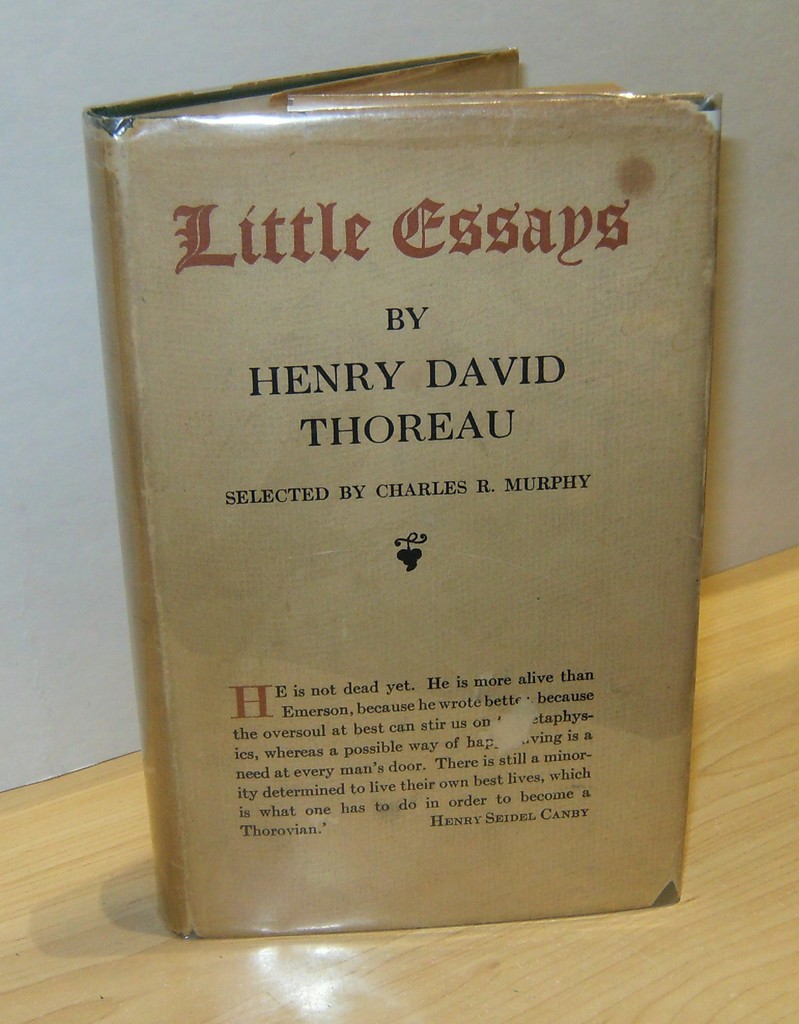 Little Essays
BY
HENRY DAVID
THOREAU
SELECTED BY CHARLES R. MURPHY
HE is not dead yet. He is more alive than
Emerson, because he wrote because
the oversoul at best can stir us
ics, whereas a possible way of is a
need at every man's door. There is still a minor-
ity determined to live their own best lives, which
is what one has to do in order to become a
Thorovian.'
HENRY SEIDEL CANBY